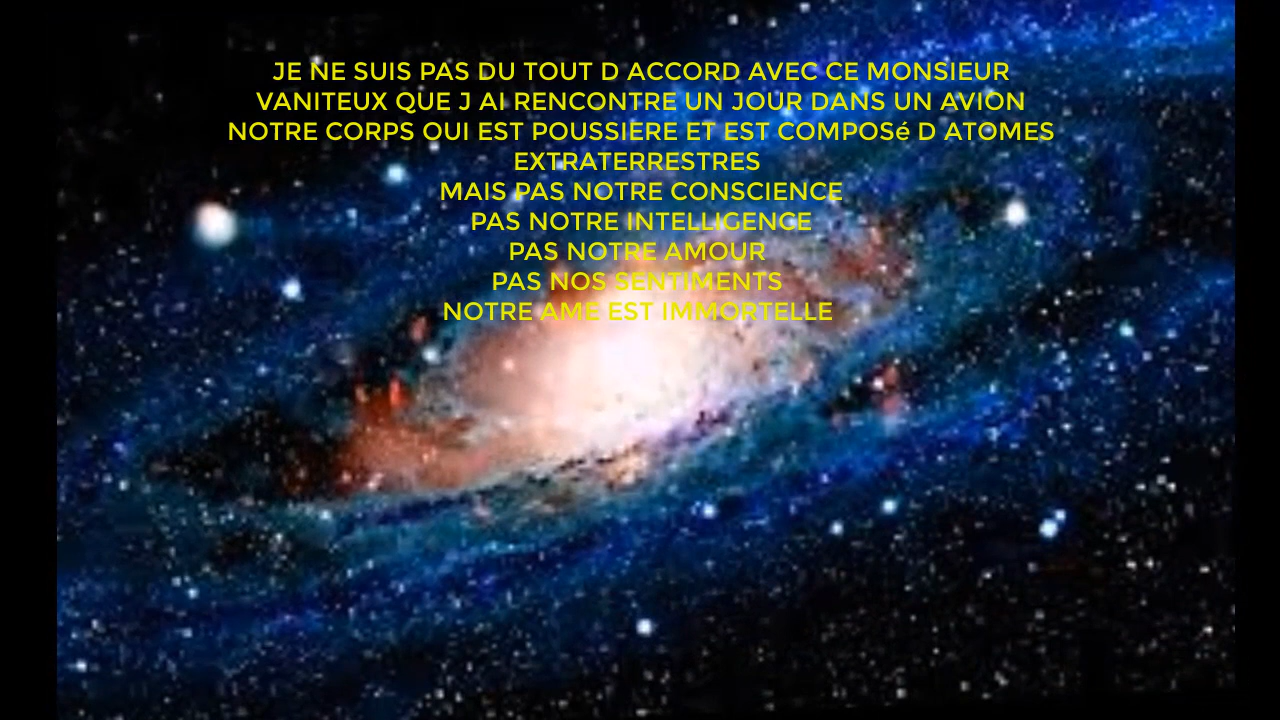 JE NE SUIS PAS DU TOUT D ACCORD AVEC CE MONSIEUR
VANITEUX QUE J AI RENCONTRE UN JOUR DANS UN AVION
NOTRE CORPS OUI EST POUSSIERE ET EST COMPOSé D ATOMES
EXTRATERRESTRES
MAIS PAS NOTRE CONSCIENCE
PAS NOTRE INTELLIGENCE
PAS NOTRE AMOUR
PAS NOS SENTIMENTS
NOTRE AME EST IMMORTELLE